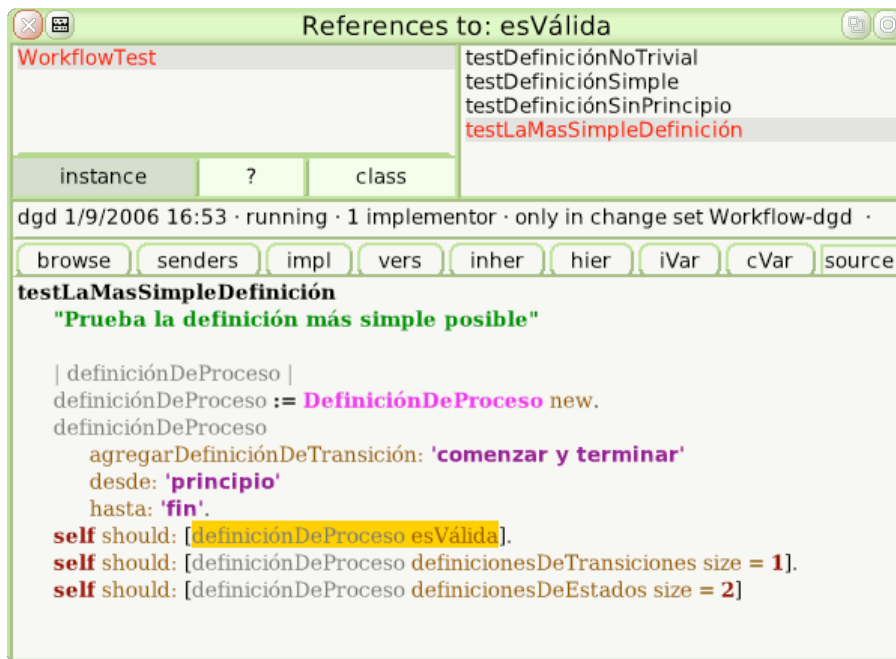 References to: esVálida
WorkflowTest
testDefiniciónNoTrivial
testDefiniciónSimple
testDefiniciónSinPrincipio
testLaMasSimpleDefinición
instance ? class
dgd 1/9/2006 16:53 · running · 1 implementor · only in change set Workflow-dgd ·
browse senders impl vers inher hier iVar cVar source
testLaMasSimpleDefinición
"Prueba la definición más simple posible"
| definiciónDeProceso |
definiciónDeProceso := DefiniciónDeProceso new.
definiciónDeProceso
agregarDefiniciónDeTransición: 'comenzar y terminar'
desde: 'principio'
hasta: 'fin'.
self should: [definiciónDeProceso esVálida].
self should: [definiciónDeProceso definicionesDeTransiciones size = 1].
self should: [definiciónDeProceso definicionesDeEstados size = 2]